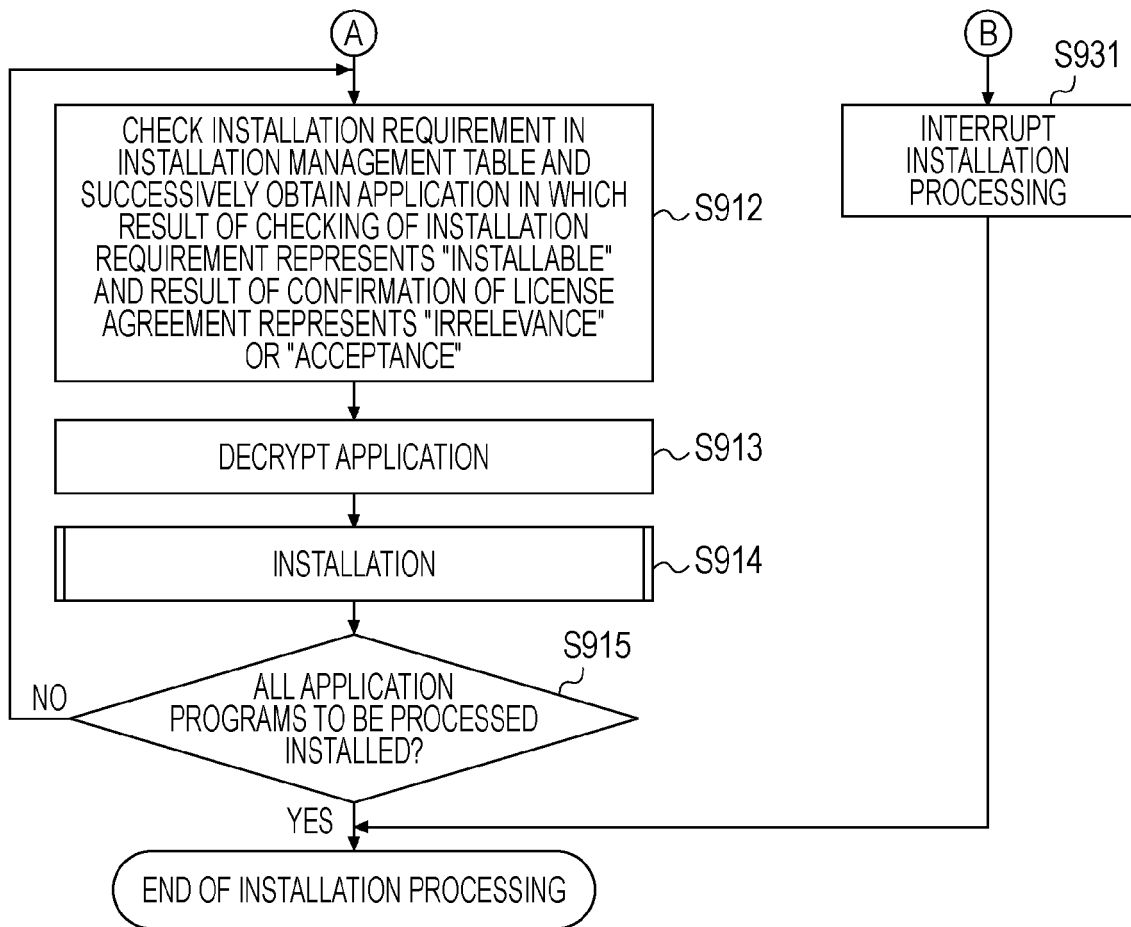 A
CHECK INSTALLATION REQUIREMENT IN
INSTALLATION MANAGEMENT TABLE AND
SUCCESSIVELY OBTAIN APPLICATION IN WHICH
RESULT OF CHECKING OF INSTALLATION
REQUIREMENT REPRESENTS "INSTALLABLE"
AND RESULT OF CONFIRMATION OF LICENSE
AGREEMENT REPRESENTS "IRRELEVANCE"
OR "ACCEPTANCE"
S912
DECRYPT APPLICATION
S913
INSTALLATION
S914
S915
ALL APPLICATION
PROGRAMS TO BE PROCESSED
INSTALLED?
NO
YES
END OF INSTALLATION PROCESSING
B
S931
INTERRUPT
INSTALLATION
PROCESSING